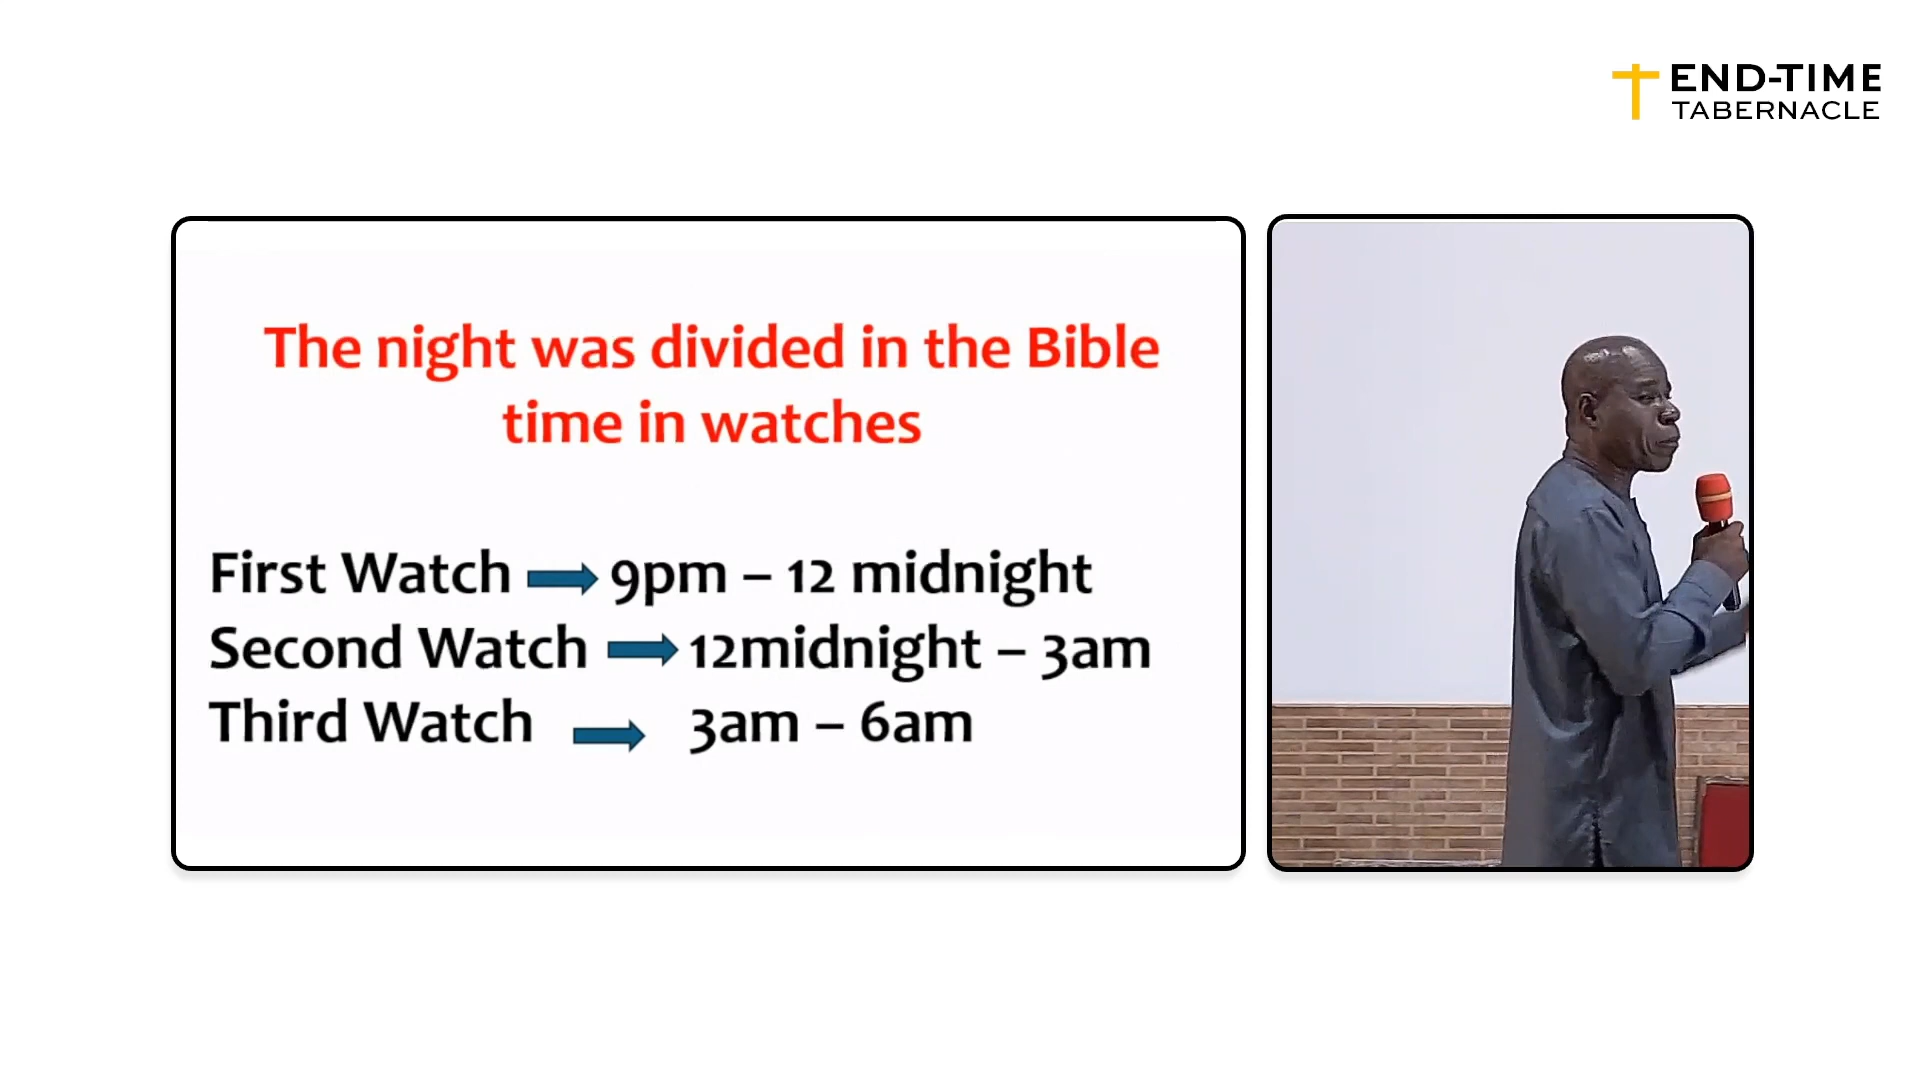 END-TIME
TABERNACLE
The night was divided in the Bible
time in watches
First Watch 9pm – 12 midnight
Second Watch 12midnight – 3am
Third Watch 3am – 6am